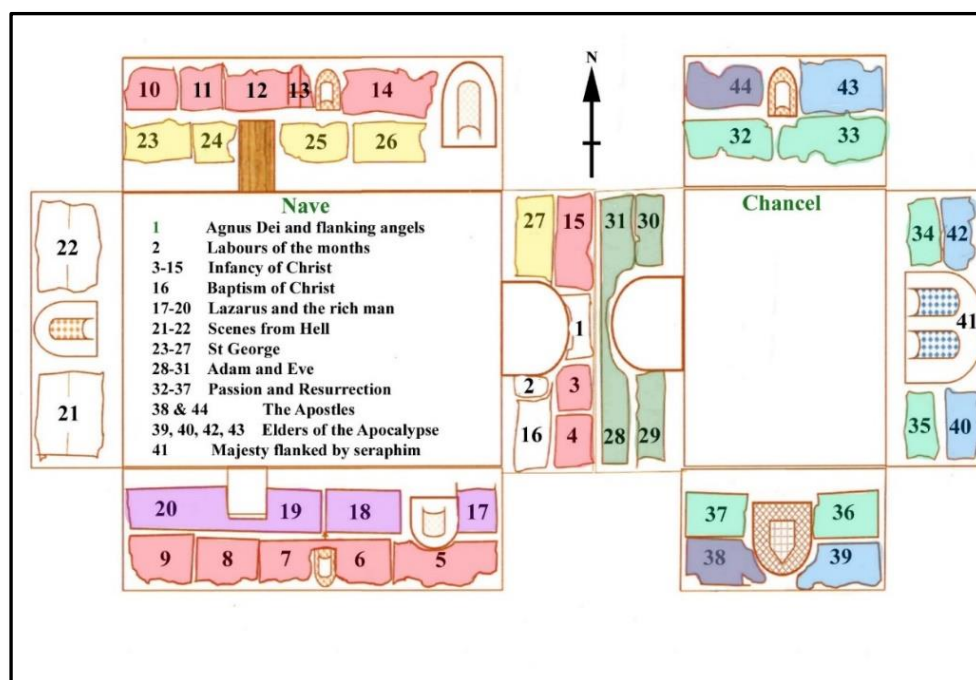 N
10 11 12 13 14
44 43
23 24 25 26
32 33
Nave
Chancel
1 Agnus Dei and flanking angels
2 Labours of the months
3-15 Infancy of Christ
16 Baptism of Christ
17-20 Lazarus and the rich man
21-22 Scenes from Hell
23-27 St George
28-31 Adam and Eve
32-37 Passion and Resurrection
38 & 44 The Apostles
39, 40, 42, 43 Elders of the Apocalypse
41 Majesty flanked by seraphim
22
21
27 15 31 30
1
2 3
16 4 28 29
34 42
41
35 40
20 19 18 17
9 8 7 6 5
37 36
38 39